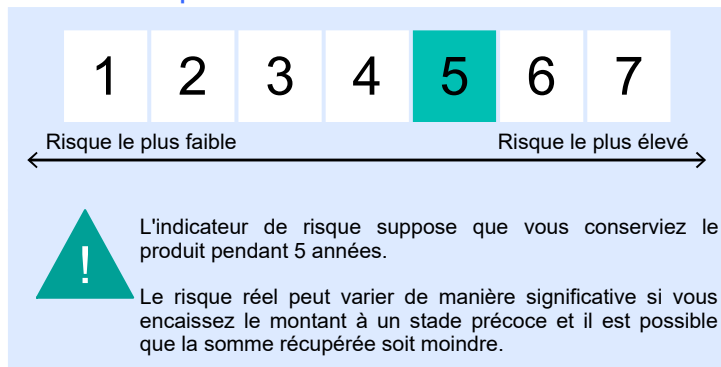 1 2 3 4 5 6 7
Risque le plus faible Risque le plus élevé
!
L'indicateur de risque suppose que vous conserviez le
produit pendant 5 années.
Le risque réel peut varier de manière significative si vous
encaissez le montant à un stade précoce et il est possible
que la somme récupérée soit moindre.